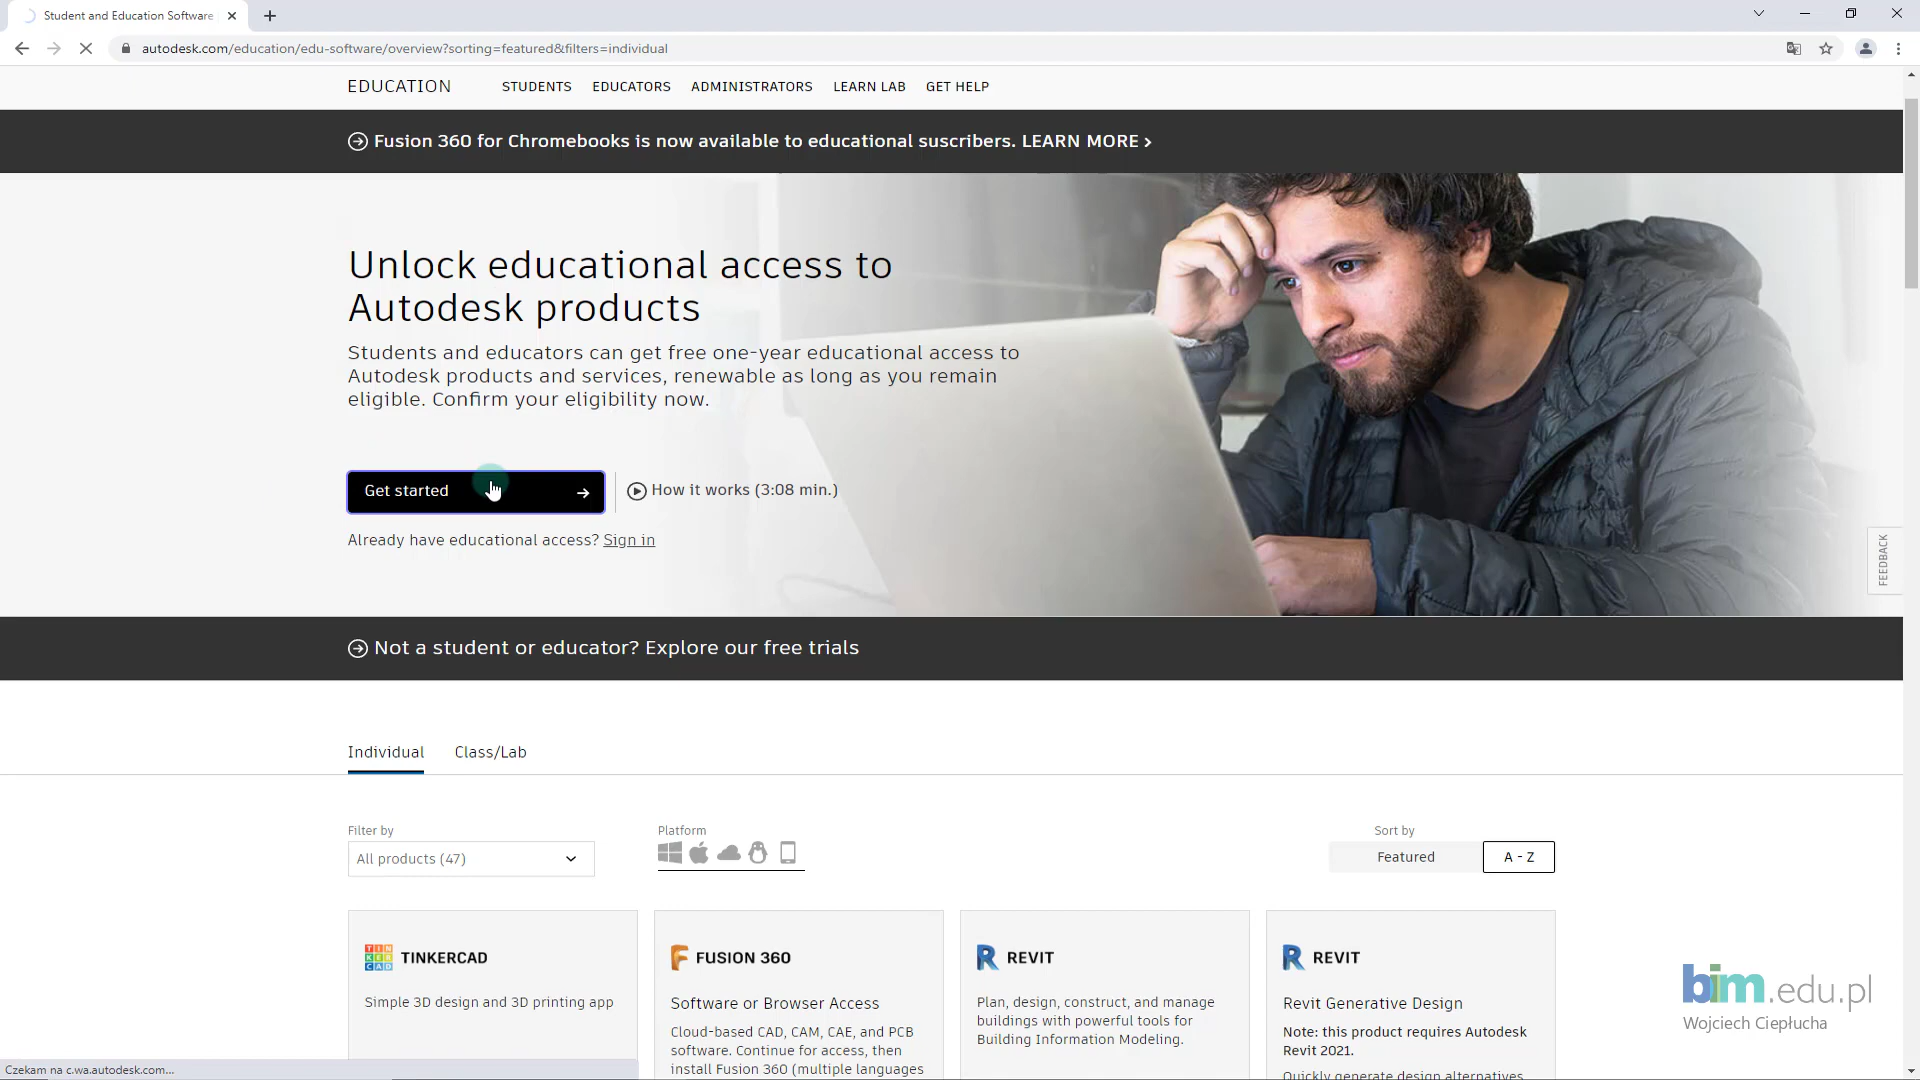 Student and Education Software
autodesk.com/education/edu-software/overview?sorting=featured&filters=individual
EDUCATION STUDENTS EDUCATORS ADMINISTRATORS LEARN LAB GET HELP
Fusion 360 for Chromebooks is now available to educational suscribers. LEARN MORE >
Unlock educational access to
Autodesk products
Students and educators can get free one-year educational access to
Autodesk products and services, renewable as long as you remain
eligible. Confirm your eligibility now.
Get started
How it works (3:08 min.)
Already have educational access? Sign in
FEEDBACK
Not a student or educator? Explore our free trials
Individual Class/Lab
Filter by
All products (47)
Platform
Sort by
Featured A - Z
TINKERCAD
Simple 3D design and 3D printing app
FUSION 360
Software or Browser Access
Cloud-based CAD, CAM, CAE, and PCB
software. Continue for access, then
install Fusion 360 (multiple languages
REVIT
Plan, design, construct, and manage
buildings with powerful tools for
Building Information Modeling.
REVIT
Revit Generative Design
Note: this product requires Autodesk
Revit 2021.
Quickly generate design alternatives
bim.edu.pl
Wojciech Ciepłucha
Czekam na c.wa.autodesk.com...